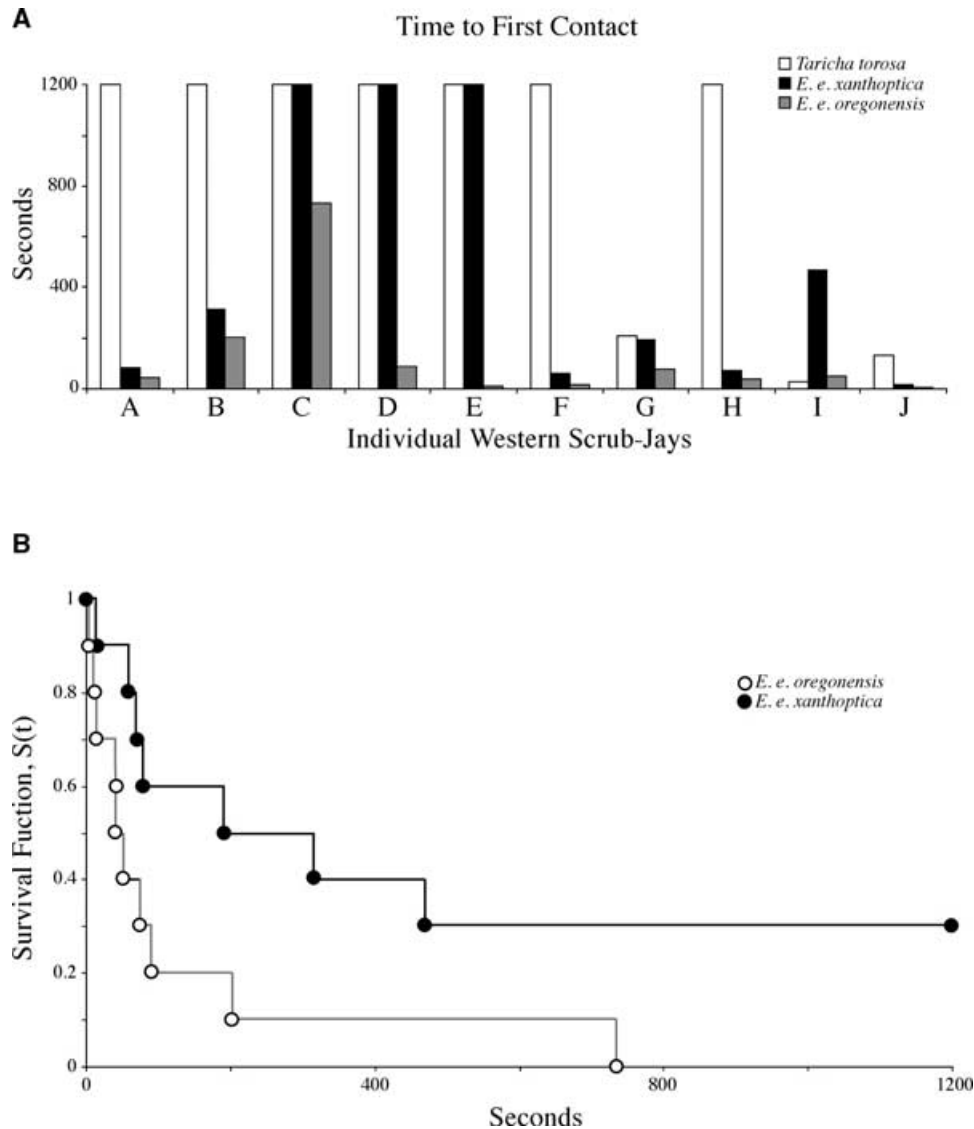 A
Time to First Contact
Taricha torosa
E. e. xanthoptica
E. e. oregonensis
1200
800
400
0
Seconds
A B C D E F G H I J
Individual Western Scrub-Jays
B
1
0.8
0.6
0.4
0.2
0
Survival Fuction, S(t)
E. e. oregonensis
E. e. xanthoptica
0 400 800 1200
Seconds